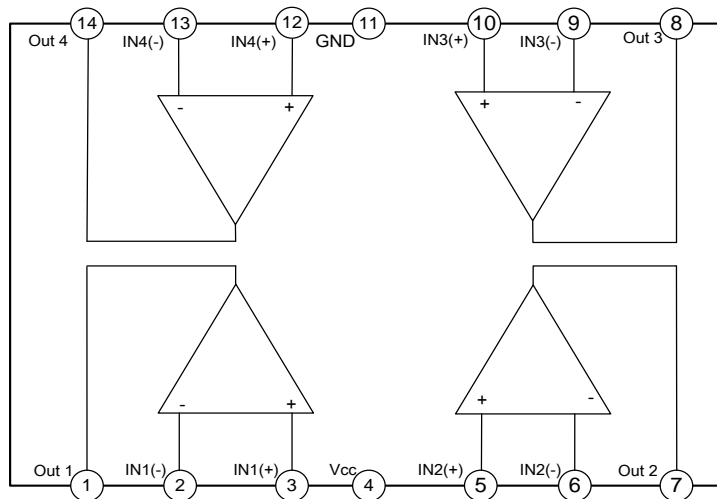 14 13 12 11 10 9 8
Out 4 IN4(-) IN4(+) GND IN3(+) IN3(-) Out 3
- + + -
- + + -
Out 1 IN1(-) IN1(+) Vcc IN2(+) IN2(-) Out 2
1 2 3 4 5 6 7